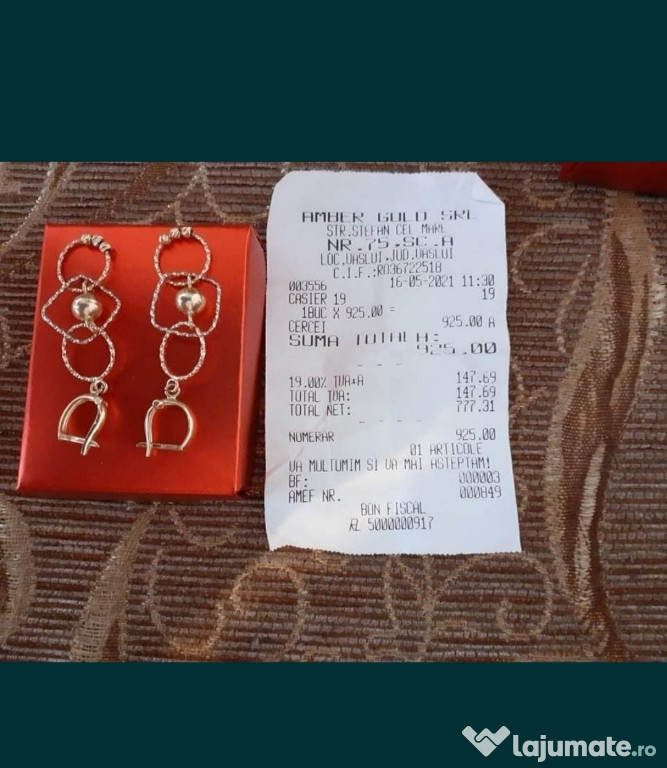 AMBER GOLD SRL
STR.STEFAN CEL MARE
NR.75.SC.A
LOC.VASLUI.JUD.VASLUI
C.I.F.:RO36722518
003556 16-05-2021 11:30
CASIER 19 19
1BUC X 925.00 =
CERCEI 925.00 A
SUMA TOTALA:
925.00
- - -
19.00% TVA*A 147.69
TOTAL TVA: 147.69
TOTAL NET: 777.31
- - - -
NUMERAR 925.00
01 ARTICOLE
VA MULTUMIM SI VA MAI ASTEPTAM!
BF: 000003
AMEF NR. 000849
BON FISCAL
RL 5000000917
lajumate.ro